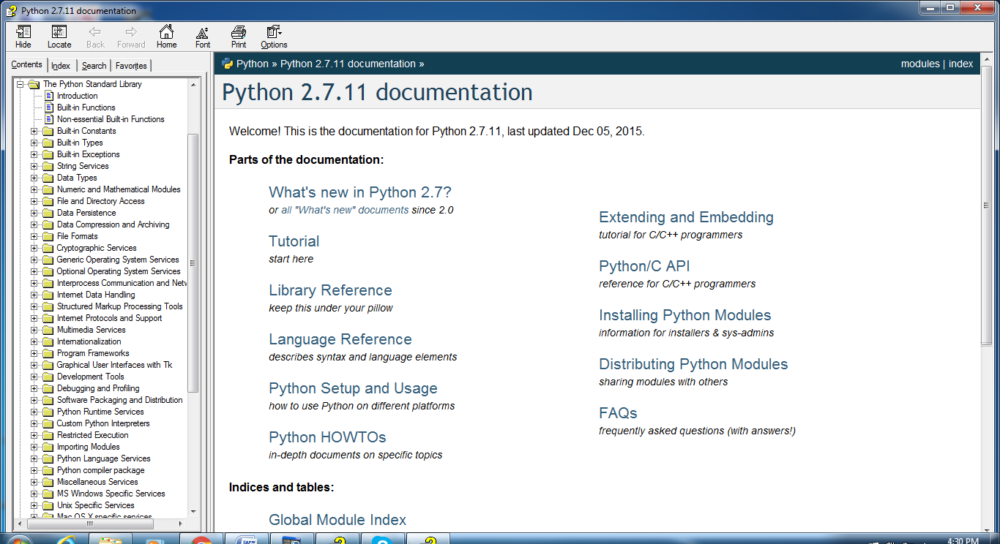 Python 2.7.11 documentation
Hide Locate Back Forward Home Font Print Options
Contents Index Search Favorites
The Python Standard Library
Introduction
Built-in Functions
Non-essential Built-in Functions
Built-in Constants
Built-in Types
Built-in Exceptions
String Services
Data Types
Numeric and Mathematical Modules
File and Directory Access
Data Persistence
Data Compression and Archiving
File Formats
Cryptographic Services
Generic Operating System Services
Optional Operating System Services
Interprocess Communication and Netw
Internet Data Handling
Structured Markup Processing Tools
Internet Protocols and Support
Multimedia Services
Internationalization
Program Frameworks
Graphical User Interfaces with Tk
Development Tools
Debugging and Profiling
Software Packaging and Distribution
Python Runtime Services
Custom Python Interpreters
Restricted Execution
Importing Modules
Python Language Services
Python compiler package
Miscellaneous Services
MS Windows Specific Services
Unix Specific Services
Mac OS X specific services
Python » Python 2.7.11 documentation » modules | index
Python 2.7.11 documentation
Welcome! This is the documentation for Python 2.7.11, last updated Dec 05, 2015.
Parts of the documentation:
What's new in Python 2.7?
or all "What's new" documents since 2.0
Tutorial
start here
Library Reference
keep this under your pillow
Language Reference
describes syntax and language elements
Python Setup and Usage
how to use Python on different platforms
Python HOWTOs
in-depth documents on specific topics
Extending and Embedding
tutorial for C/C++ programmers
Python/C API
reference for C/C++ programmers
Installing Python Modules
information for installers & sys-admins
Distributing Python Modules
sharing modules with others
FAQs
frequently asked questions (with answers!)
Indices and tables:
Global Module Index
4:30 PM